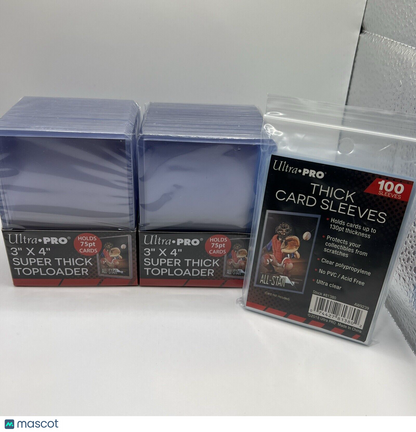 Ultra•PRO
3" X 4"
SUPER THICK
TOPLOADER
HOLDS
75pt
CARDS
Ultra•PRO
3" X 4"
SUPER THICK
TOPLOADER
HOLDS
75pt
CARDS
Ultra•PRO
100
SLEEVES
THICK
CARD SLEEVES
- Holds cards up to
130pt thickness
- Protects your
collectibles from
scratches
- Clear polypropylene
- No PVC / Acid Free
- Ultra clear
ALL-STAR
mascot